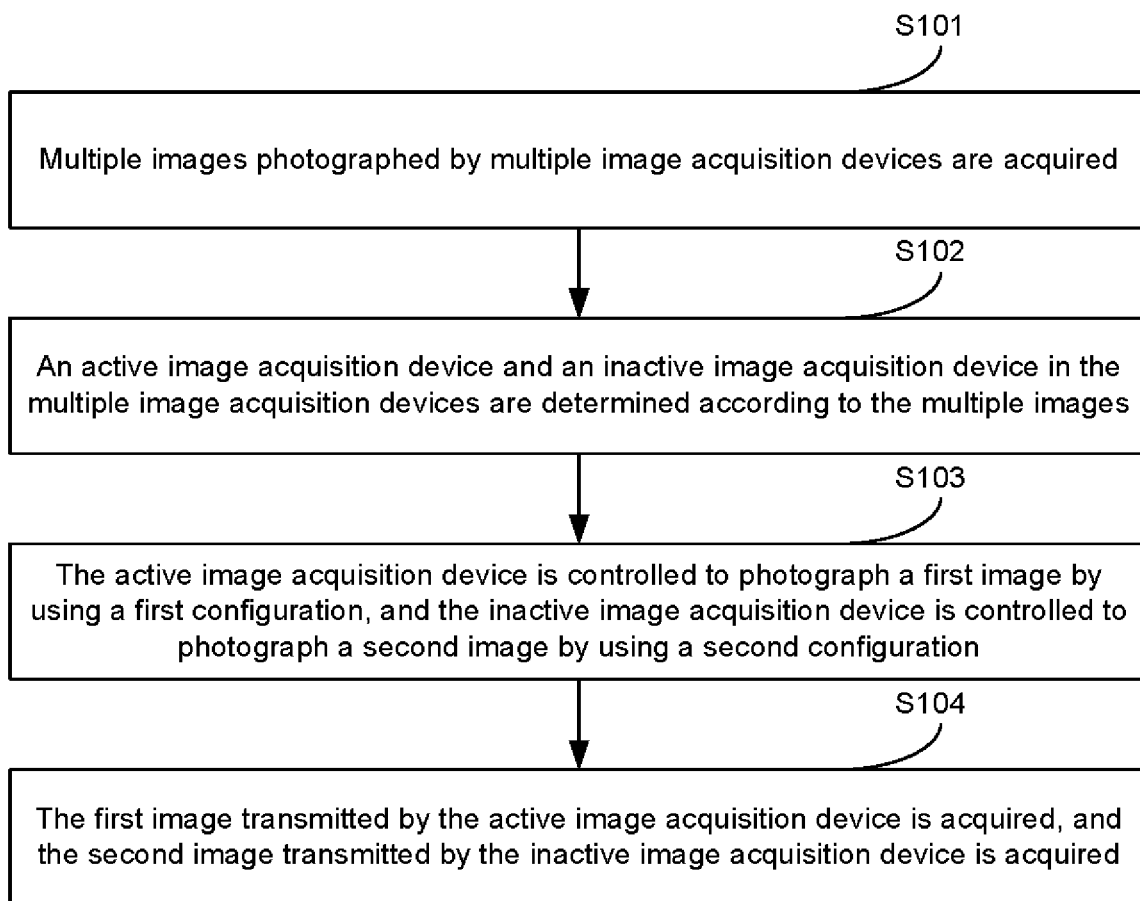 S101
Multiple images photographed by multiple image acquisition devices are acquired
S102
An active image acquisition device and an inactive image acquisition device in the
multiple image acquisition devices are determined according to the multiple images
S103
The active image acquisition device is controlled to photograph a first image by
using a first configuration, and the inactive image acquisition device is controlled to
photograph a second image by using a second configuration
S104
The first image transmitted by the active image acquisition device is acquired, and
the second image transmitted by the inactive image acquisition device is acquired